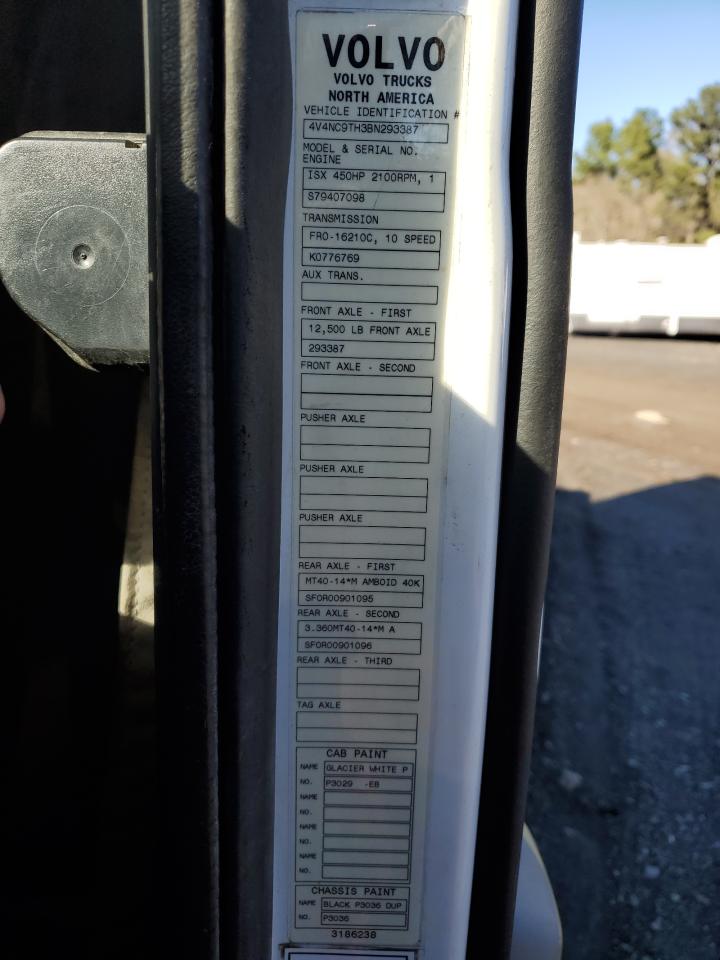 VOLVO
VOLVO TRUCKS
NORTH AMERICA
VEHICLE IDENTIFICATION #
4V4NC9TH3BN293387
MODEL & SERIAL NO.
ENGINE
ISX 450HP 2100RPM, 1
S79407098
TRANSMISSION
FRO-16210C, 10 SPEED
K0776769
AUX TRANS.
FRONT AXLE - FIRST
12,500 LB FRONT AXLE
293387
FRONT AXLE - SECOND
PUSHER AXLE
PUSHER AXLE
PUSHER AXLE
REAR AXLE - FIRST
MT40-14*M AMBOID 40K
SF0R00901095
REAR AXLE - SECOND
3.360MT40-14*M A
SF0R00901096
REAR AXLE - THIRD
TAG AXLE
CAB PAINT
NAME GLACIER WHITE P
NO. P3029 -EB
NAME
NO.
NAME
NO.
NAME
NO.
CHASSIS PAINT
NAME BLACK P3036 DUP
NO. P3036
3186238